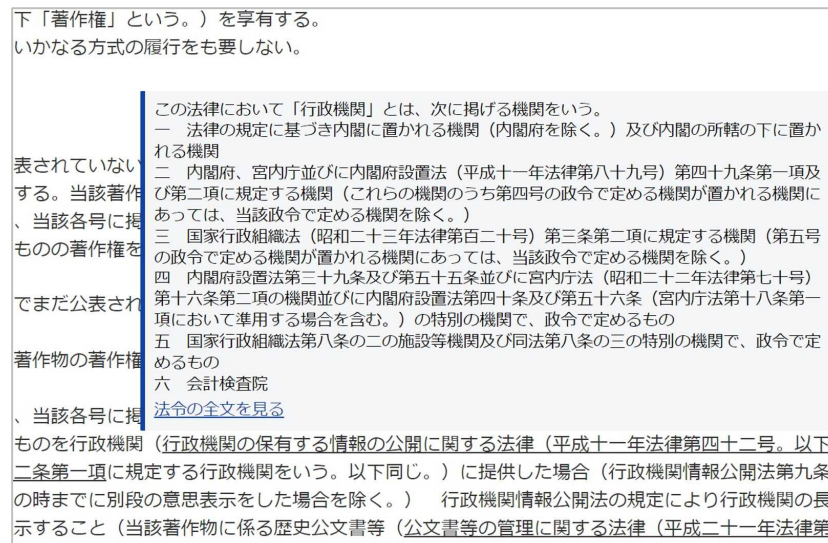 下「著作権」という。）を享有する。
いかなる方式の履行をも要しない。
この法律において「行政機関」とは、次に掲げる機関をいう。
一　法律の規定に基づき内閣に置かれる機関（内閣府を除く。）及び内閣の所轄の下に置か
れる機関
二　内閣府、宮内庁並びに内閣府設置法（平成十一年法律第八十九号）第四十九条第一項及
び第二項に規定する機関（これらの機関のうち第四号の政令で定める機関が置かれる機関に
あっては、当該政令で定める機関を除く。）
三　国家行政組織法（昭和二十三年法律第百二十号）第三条第二項に規定する機関（第五号
の政令で定める機関が置かれる機関にあっては、当該政令で定める機関を除く。）
四　内閣府設置法第三十九条及び第五十五条並びに宮内庁法（昭和二十二年法律第七十号）
第十六条第二項の機関並びに内閣府設置法第四十条及び第五十六条（宮内庁法第十八条第一
項において準用する場合を含む。）の特別の機関で、政令で定めるもの
五　国家行政組織法第八条の二の施設等機関及び同法第八条の三の特別の機関で、政令で定
めるもの
六　会計検査院
法令の全文を見る
表されていない
する。当該著作
、当該各号に掲
ものの著作権を
でまだ公表され
著作物の著作権
、当該各号に掲
ものを行政機関（行政機関の保有する情報の公開に関する法律（平成十一年法律第四十二号。以下
二条第一項に規定する行政機関をいう。以下同じ。）に提供した場合（行政機関情報公開法第九条
の時までに別段の意思表示をした場合を除く。）　行政機関情報公開法の規定により行政機関の長
示すること（当該著作物に係る歴史公文書等（公文書等の管理に関する法律（平成二十一年法律第